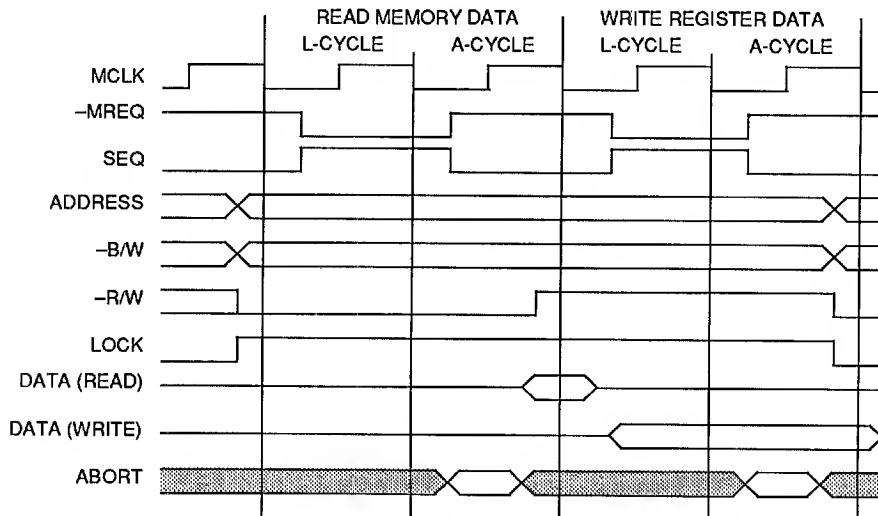 READ MEMORY DATA WRITE REGISTER DATA
L-CYCLE A-CYCLE L-CYCLE A-CYCLE
MCLK
–MREQ
SEQ
ADDRESS
–B/W
–R/W
LOCK
DATA (READ)
DATA (WRITE)
ABORT